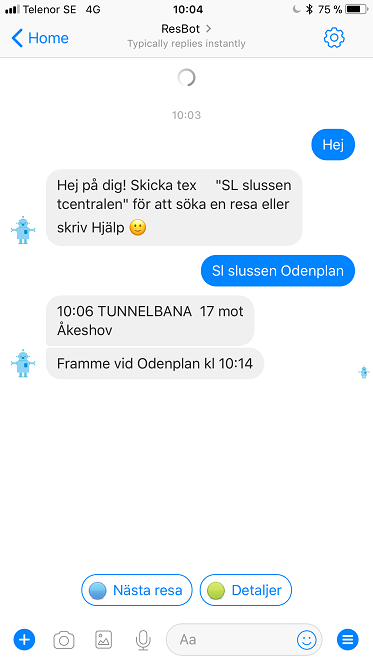 Telenor SE 4G 10:04 75 %
Home ResBot
Typically replies instantly
10:03
Hej
Hej på dig! Skicka tex "SL slussen
tcentralen" för att söka en resa eller
skriv Hjälp
Sl slussen Odenplan
10:06 TUNNELBANA 17 mot
Åkeshov
Framme vid Odenplan kl 10:14
Nästa resa Detaljer
Aa